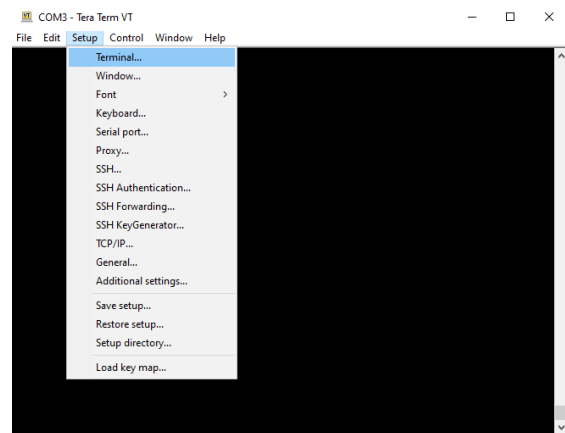 COM3 - Tera Term VT
File Edit Setup Control Window Help
Terminal...
Window...
Font
Keyboard...
Serial port...
Proxy...
SSH...
SSH Authentication...
SSH Forwarding...
SSH KeyGenerator...
TCP/IP...
General...
Additional settings...
Save setup...
Restore setup...
Setup directory...
Load key map...